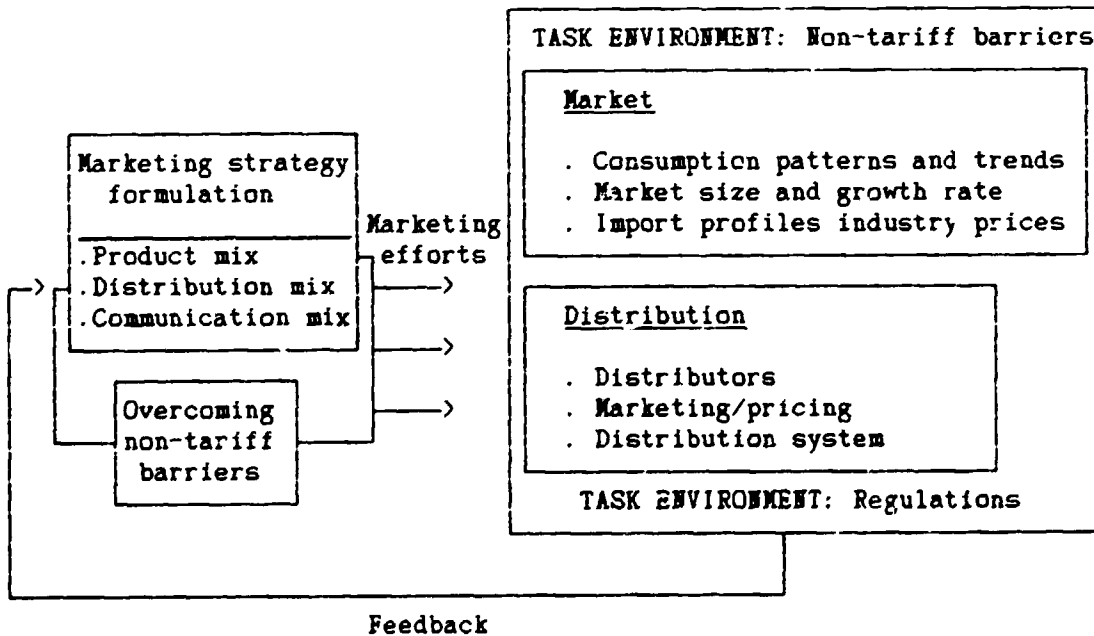 Marketing strategy
formulation
.Product mix
.Distribution mix
.Communication mix
Overcoming
non-tariff
barriers
Marketing
efforts
TASK ENVIRONMENT: Non-tariff barriers
Market
. Consumption patterns and trends
. Market size and growth rate
. Import profiles industry prices
Distribution
. Distributors
. Marketing/pricing
. Distribution system
TASK ENVIRONMENT: Regulations
Feedback